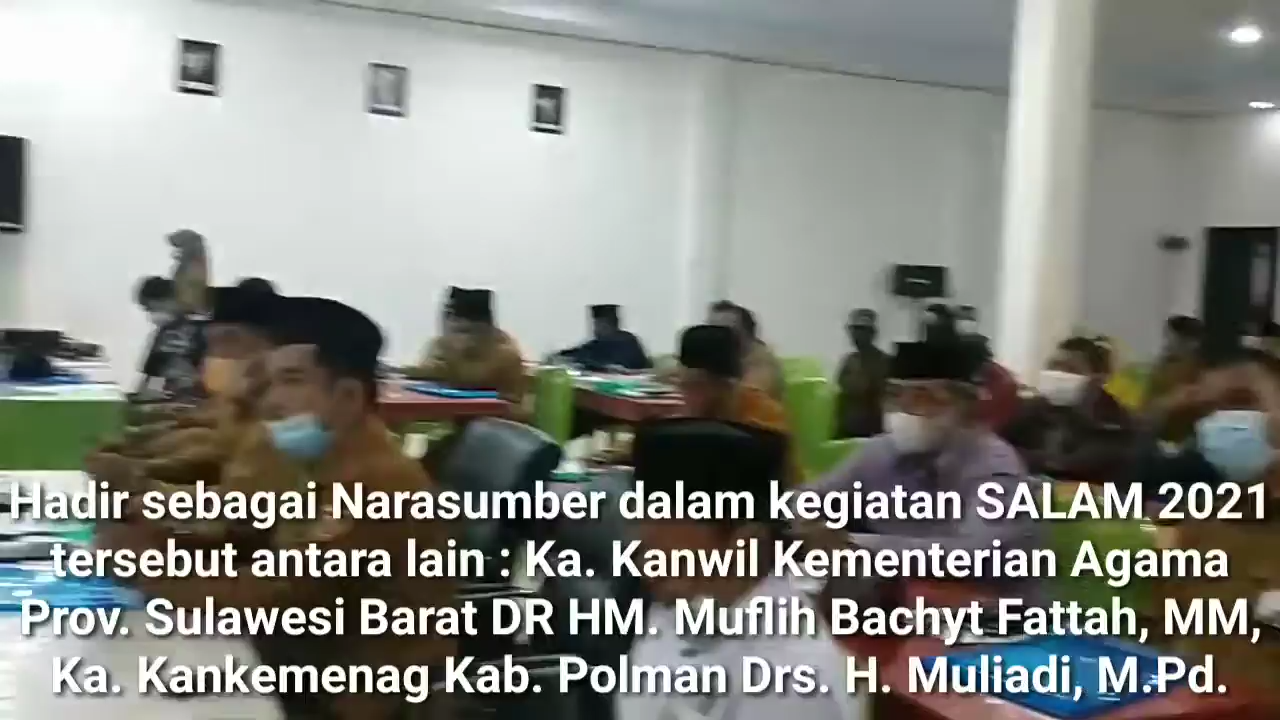 Hadir sebagai Narasumber dalam kegiatan SALAM 2021
tersebut antara lain : Ka. Kanwil Kementerian Agama
Prov. Sulawesi Barat DR HM. Muflih Bachyt Fattah, MM,
Ka. Kankemenag Kab. Polman Drs. H. Muliadi, M.Pd.